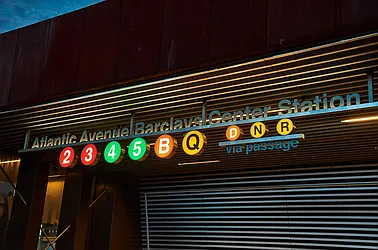 Atlantic Avenue Barclays Center Station
2 3 4 5 B Q D N R
via passage